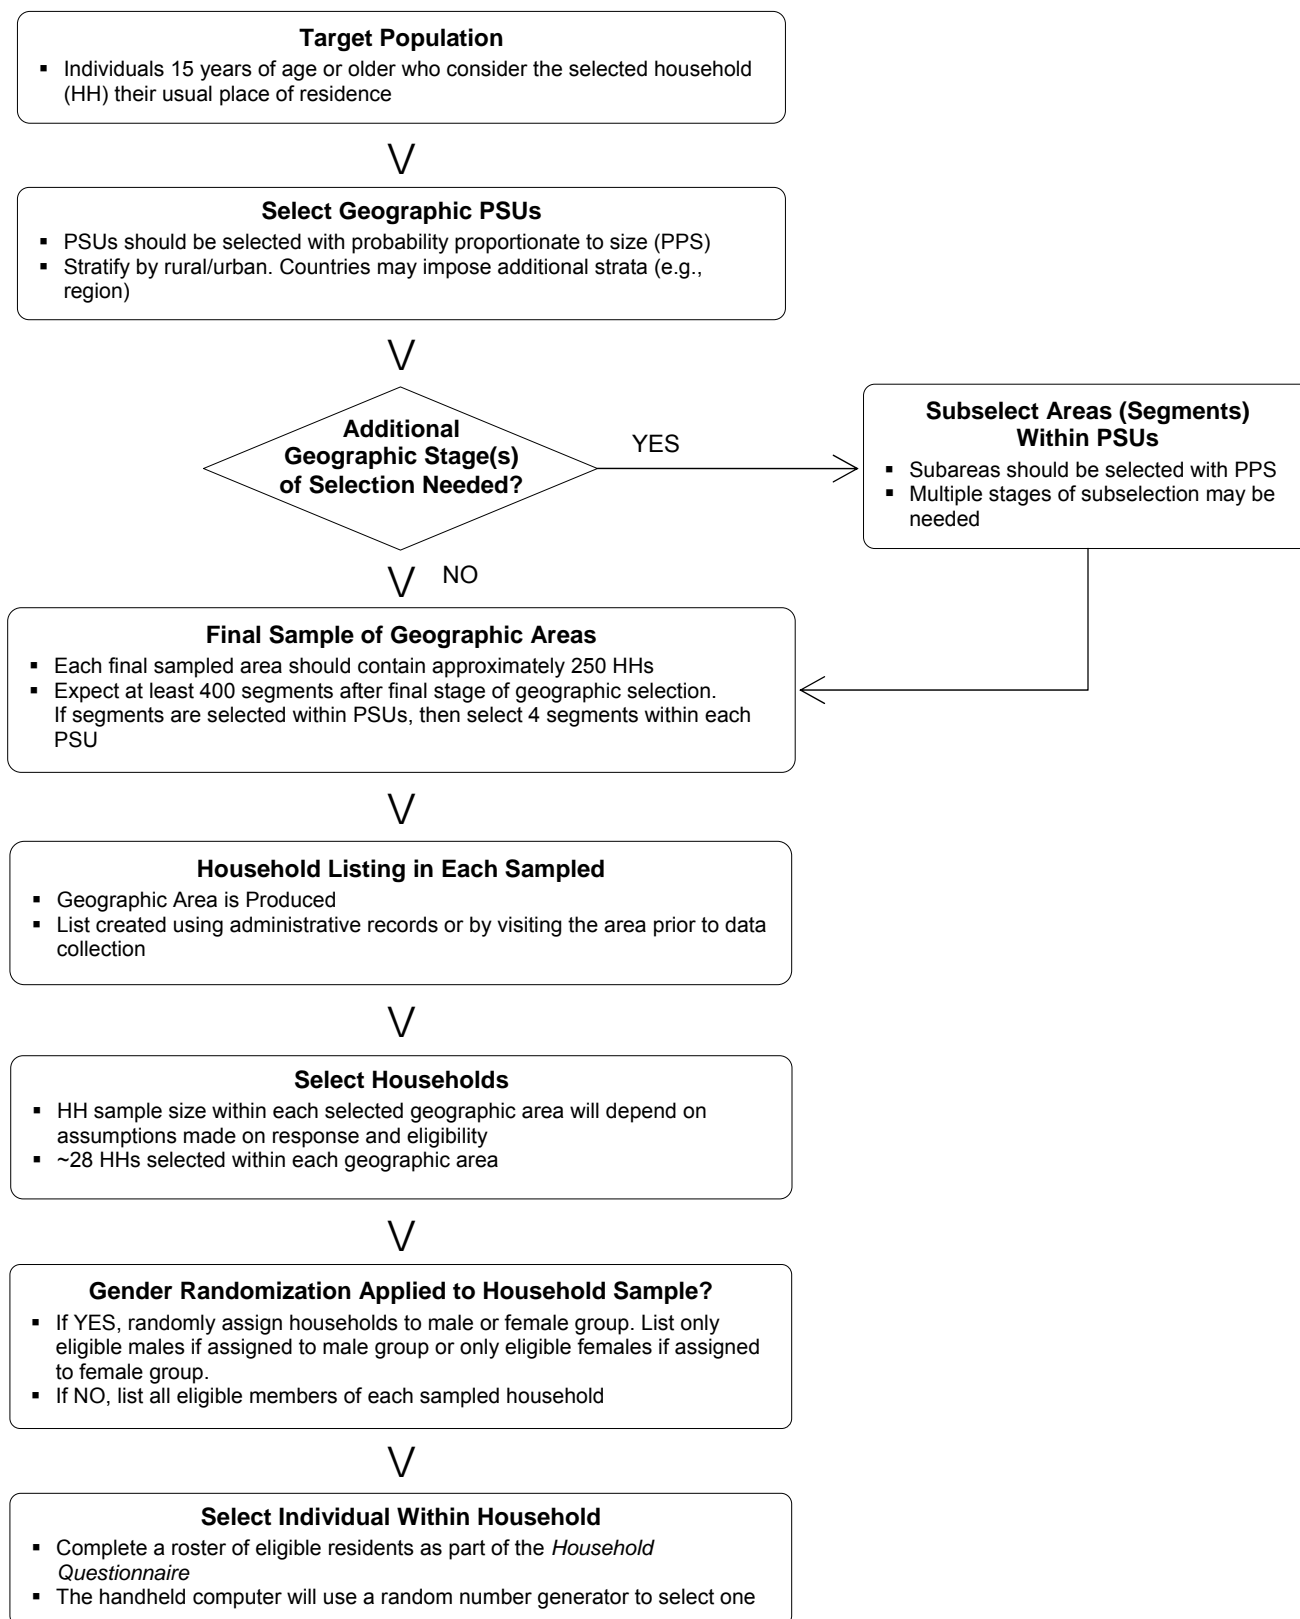 Target Population
▪ Individuals 15 years of age or older who consider the selected household
(HH) their usual place of residence
Select Geographic PSUs
▪ PSUs should be selected with probability proportionate to size (PPS)
▪ Stratify by rural/urban. Countries may impose additional strata (e.g.,
region)
Additional
Geographic Stage(s)
of Selection Needed?
YES
Subselect Areas (Segments)
Within PSUs
▪ Subareas should be selected with PPS
▪ Multiple stages of subselection may be
needed
NO
Final Sample of Geographic Areas
▪ Each final sampled area should contain approximately 250 HHs
▪ Expect at least 400 segments after final stage of geographic selection.
If segments are selected within PSUs, then select 4 segments within each
PSU
Household Listing in Each Sampled
▪ Geographic Area is Produced
▪ List created using administrative records or by visiting the area prior to data
collection
Select Households
▪ HH sample size within each selected geographic area will depend on
assumptions made on response and eligibility
▪ ~28 HHs selected within each geographic area
Gender Randomization Applied to Household Sample?
▪ If YES, randomly assign households to male or female group. List only
eligible males if assigned to male group or only eligible females if assigned
to female group.
▪ If NO, list all eligible members of each sampled household
Select Individual Within Household
▪ Complete a roster of eligible residents as part of the Household
Questionnaire
▪ The handheld computer will use a random number generator to select one